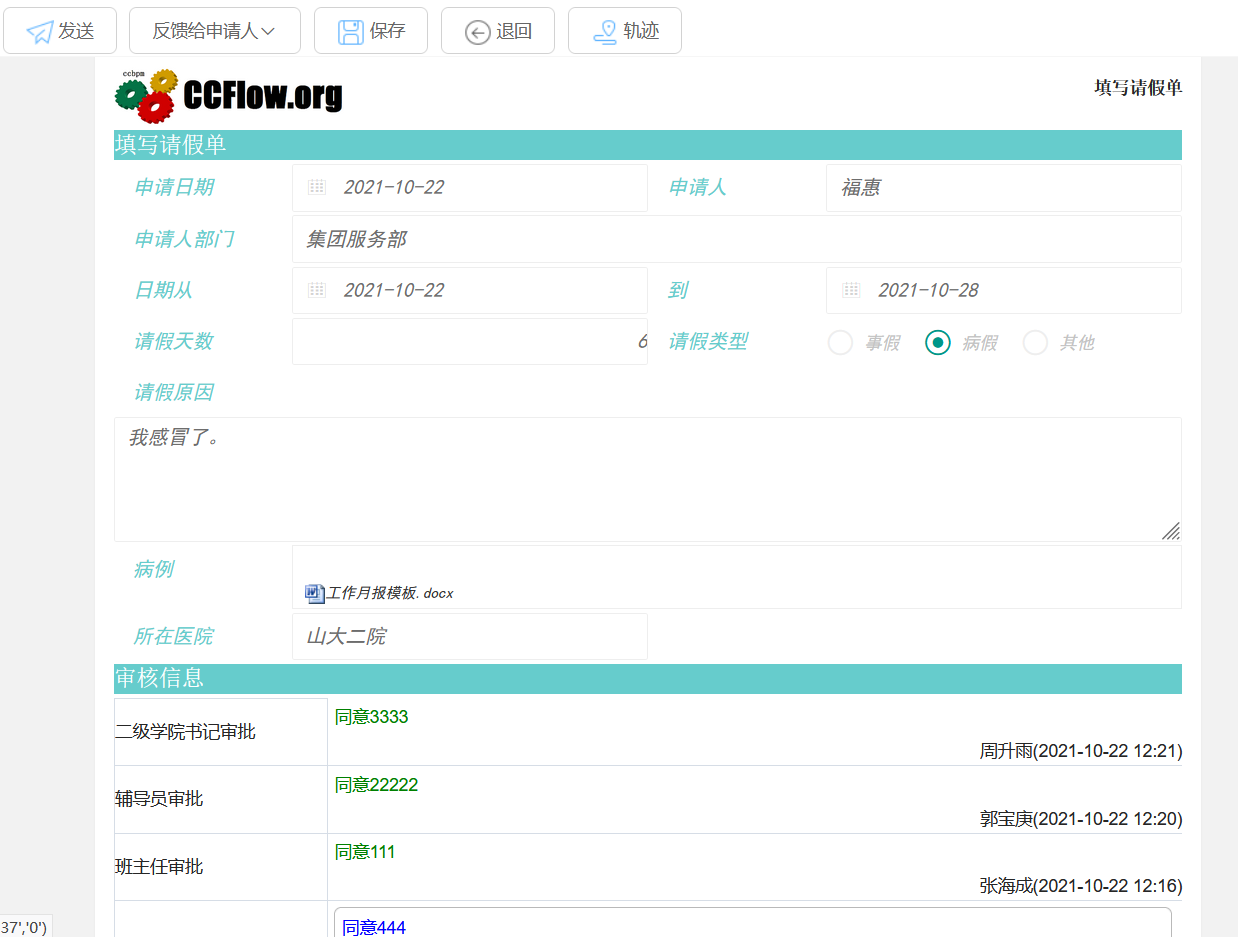 发送 反馈给申请人 保存 退回 轨迹
ccbpm
CCFlow.org 填写请假单
填写请假单
申请日期 2021-10-22 申请人 福惠
申请人部门 集团服务部
日期从 2021-10-22 到 2021-10-28
请假天数 6 请假类型 事假 病假 其他
请假原因
我感冒了。
病例
工作月报模板.docx
所在医院 山大二院
审核信息
二级学院书记审批 同意3333
周升雨(2021-10-22 12:21)
辅导员审批 同意22222
郭宝庚(2021-10-22 12:20)
班主任审批 同意111
张海成(2021-10-22 12:16)
37','0') 同意444